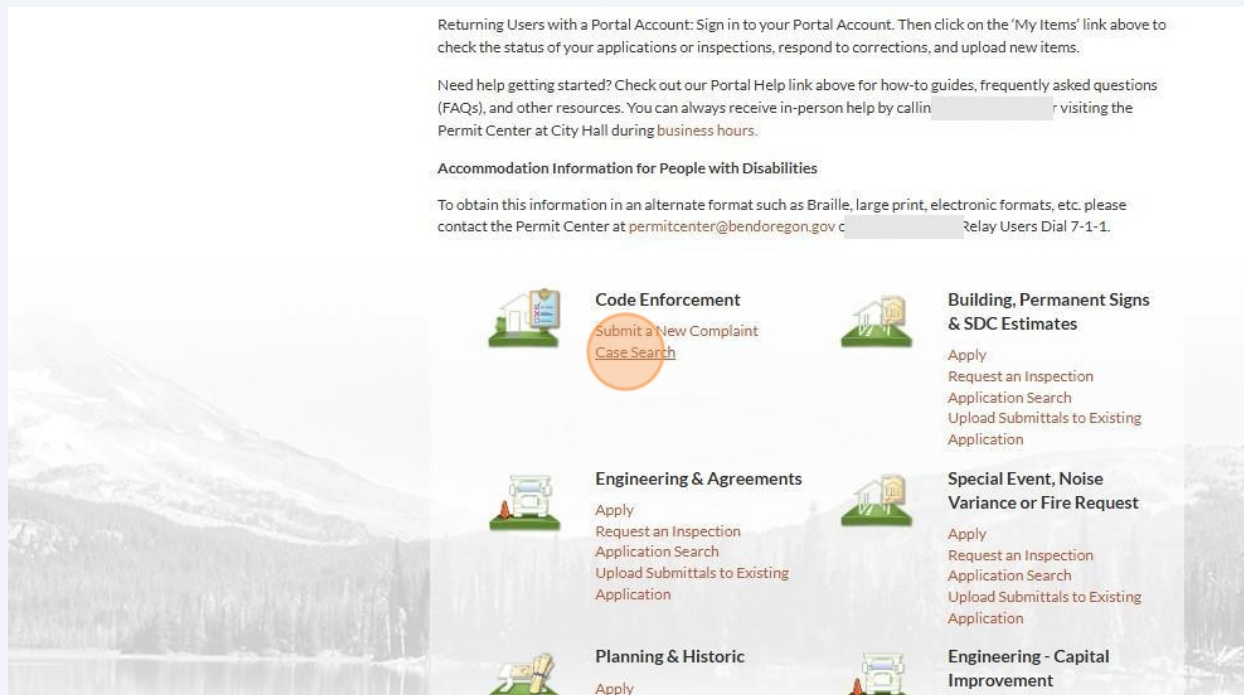 Returning Users with a Portal Account: Sign in to your Portal Account. Then click on the 'My Items' link above to
check the status of your applications or inspections, respond to corrections, and upload new items.
Need help getting started? Check out our Portal Help link above for how-to guides, frequently asked questions
(FAQs), and other resources. You can always receive in-person help by callin r visiting the
Permit Center at City Hall during business hours.
Accommodation Information for People with Disabilities
To obtain this information in an alternate format such as Braille, large print, electronic formats, etc. please
contact the Permit Center at permitcenter@bendoregon.gov Relay Users Dial 7-1-1.
Code Enforcement
Submit a New Complaint
Case Search
Building, Permanent Signs
& SDC Estimates
Apply
Request an Inspection
Application Search
Upload Submittals to Existing
Application
Engineering & Agreements
Apply
Request an Inspection
Application Search
Upload Submittals to Existing
Application
Special Event, Noise
Variance or Fire Request
Apply
Request an Inspection
Application Search
Upload Submittals to Existing
Application
Planning & Historic
Apply
Engineering - Capital
Improvement